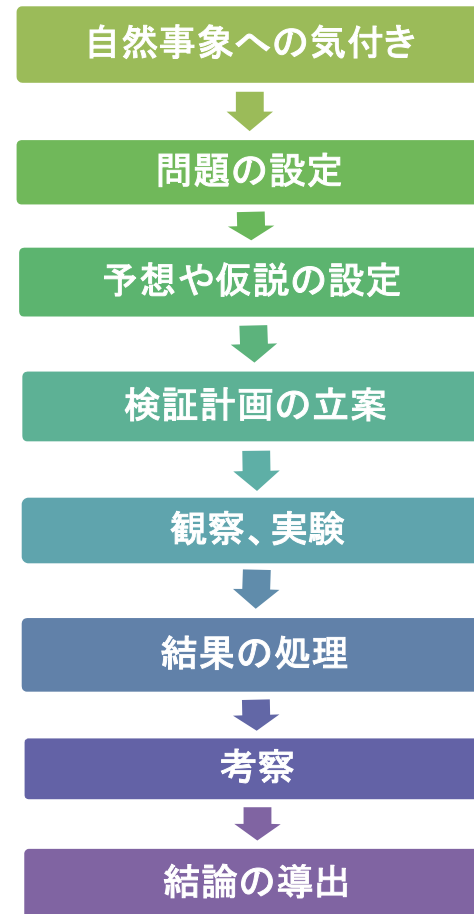 自然事象への気付き
問題の設定
予想や仮説の設定
検証計画の立案
観察、実験
結果の処理
考察
結論の導出